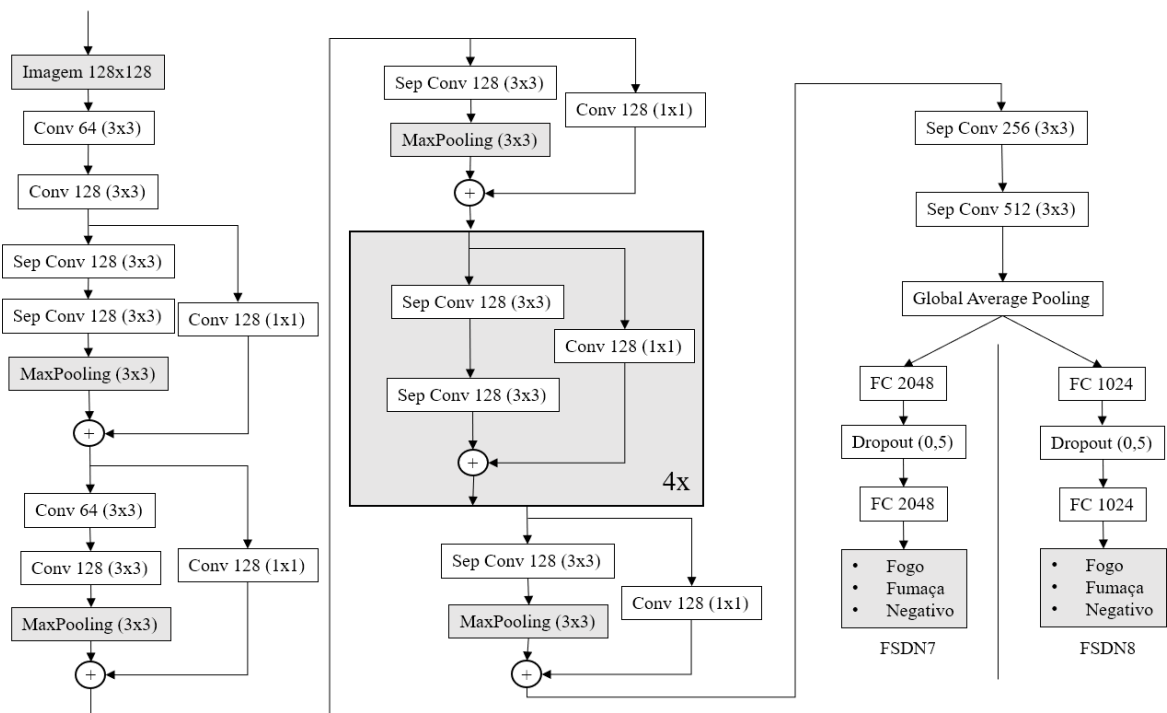 Imagem 128x128
Conv 64 (3x3)
Conv 128 (3x3)
Sep Conv 128 (3x3)
Sep Conv 128 (3x3)
Conv 128 (1x1)
MaxPooling (3x3)
+
Conv 64 (3x3)
Conv 128 (3x3)
Conv 128 (1x1)
MaxPooling (3x3)
+
Sep Conv 128 (3x3)
Conv 128 (1x1)
MaxPooling (3x3)
+
Sep Conv 128 (3x3)
Conv 128 (1x1)
Sep Conv 128 (3x3)
+
4x
Sep Conv 128 (3x3)
Conv 128 (1x1)
MaxPooling (3x3)
+
Sep Conv 256 (3x3)
Sep Conv 512 (3x3)
Global Average Pooling
FC 2048
Dropout (0,5)
FC 2048
• Fogo
• Fumaça
• Negativo
FSDN7
FC 1024
Dropout (0,5)
FC 1024
• Fogo
• Fumaça
• Negativo
FSDN8